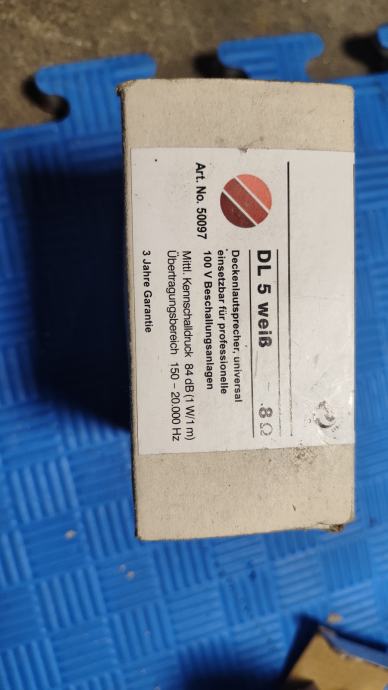 DL 5 weiß 8 Ω
Deckenlautsprecher, universal
einsetzbar für professionelle
100 V Beschallungsanlagen
Art. No. 50097
Mittl. Kennschalldruck 84 dB (1 W/1 m)
Übertragungsbereich 150 – 20.000 Hz
3 Jahre Garantie